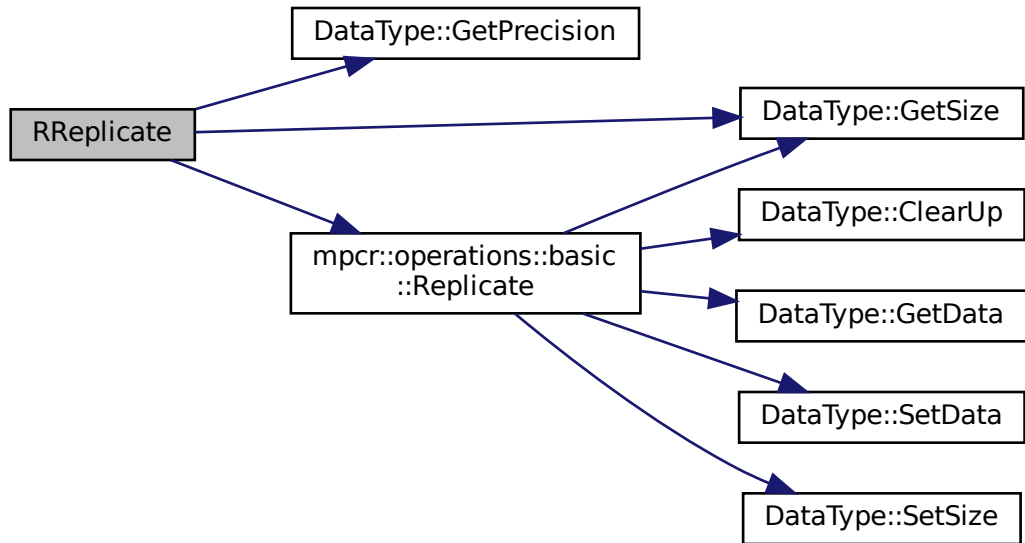 DataType::GetPrecision
RReplicate
DataType::GetSize
mpcr::operations::basic
::Replicate
DataType::ClearUp
DataType::GetData
DataType::SetData
DataType::SetSize